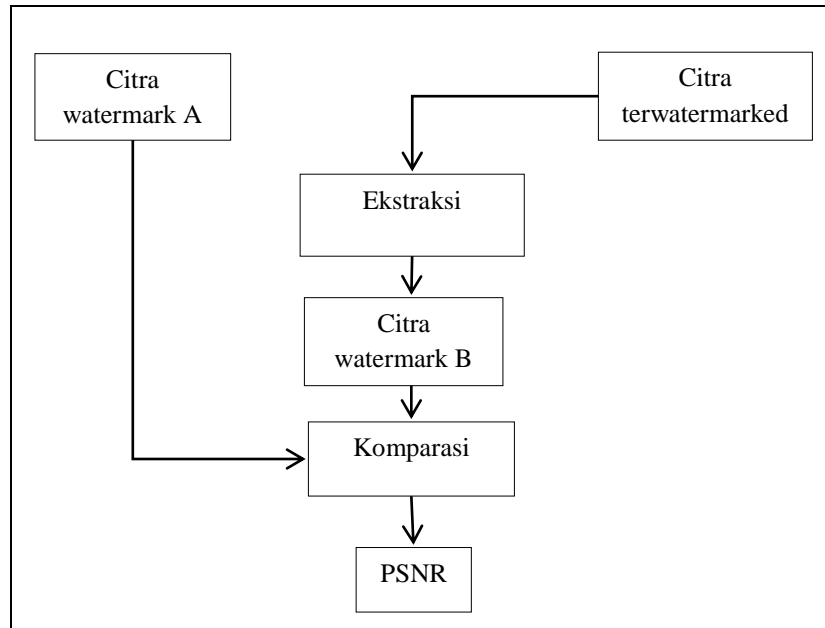 Citra
watermark A
Citra
terwatermarked
Ekstraksi
Citra
watermark B
Komparasi
PSNR